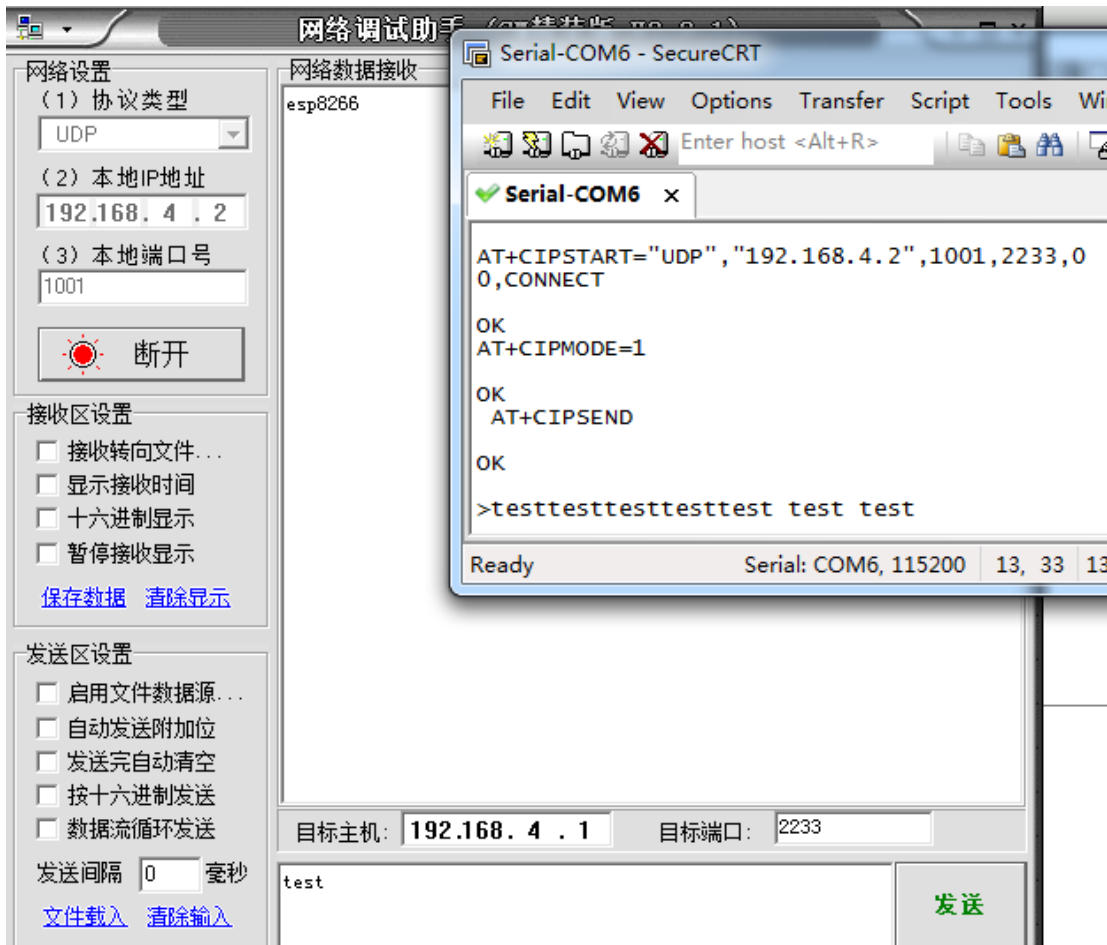 网络调试助手
网络设置
(1) 协议类型
UDP
(2) 本地IP地址
192.168. 4 . 2
(3) 本地端口号
1001
断开
接收区设置
接收转向文件...
显示接收时间
十六进制显示
暂停接收显示
保存数据 清除显示
发送区设置
启用文件数据源...
自动发送附加位
发送完自动清空
按十六进制发送
数据流循环发送
发送间隔 0 毫秒
文件载入 清除输入
网络数据接收
esp8266
Serial-COM6 - SecureCRT
File Edit View Options Transfer Script Tools Wi
Enter host <Alt+R>
Serial-COM6 x
AT+CIPSTART="UDP","192.168.4.2",1001,2233,0
0,CONNECT
OK
AT+CIPMODE=1
OK
AT+CIPSEND
OK
>testtesttesttesttest test test
Ready Serial: COM6, 115200 13, 33 13
目标主机: 192.168. 4 . 1 目标端口: 2233
test
发送